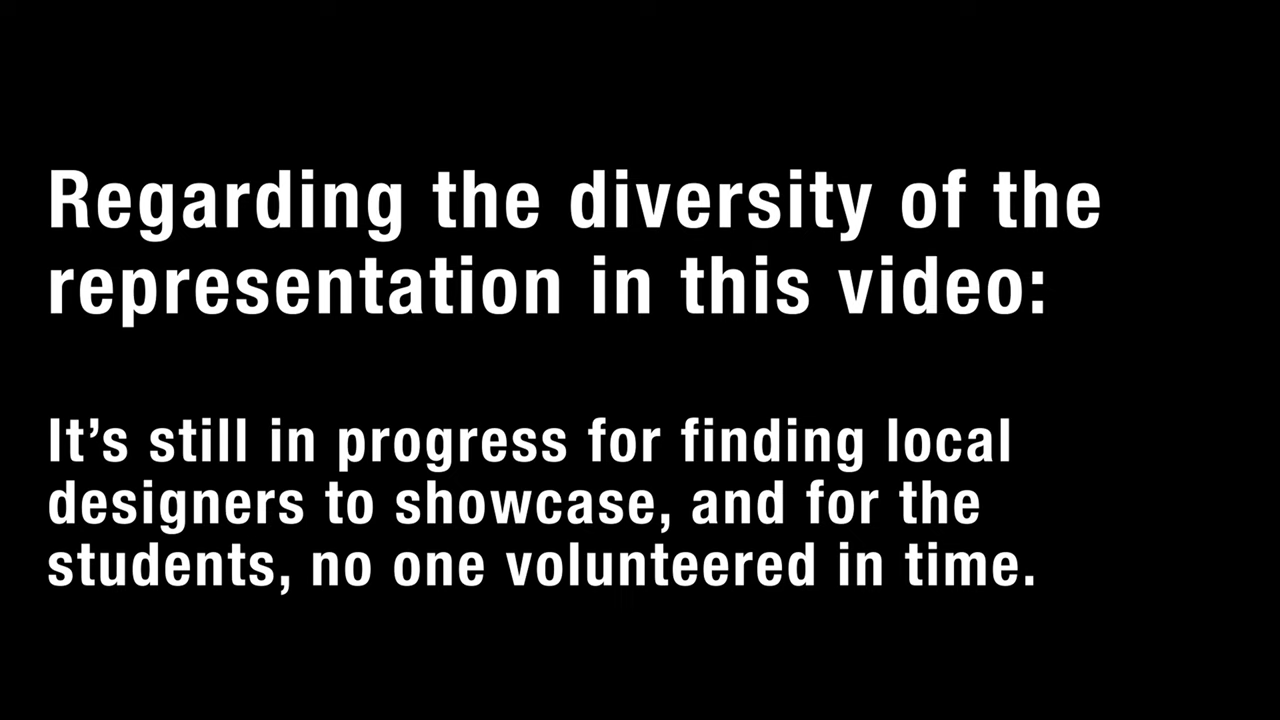 Regarding the diversity of the
representation in this video:
It’s still in progress for finding local
designers to showcase, and for the
students, no one volunteered in time.